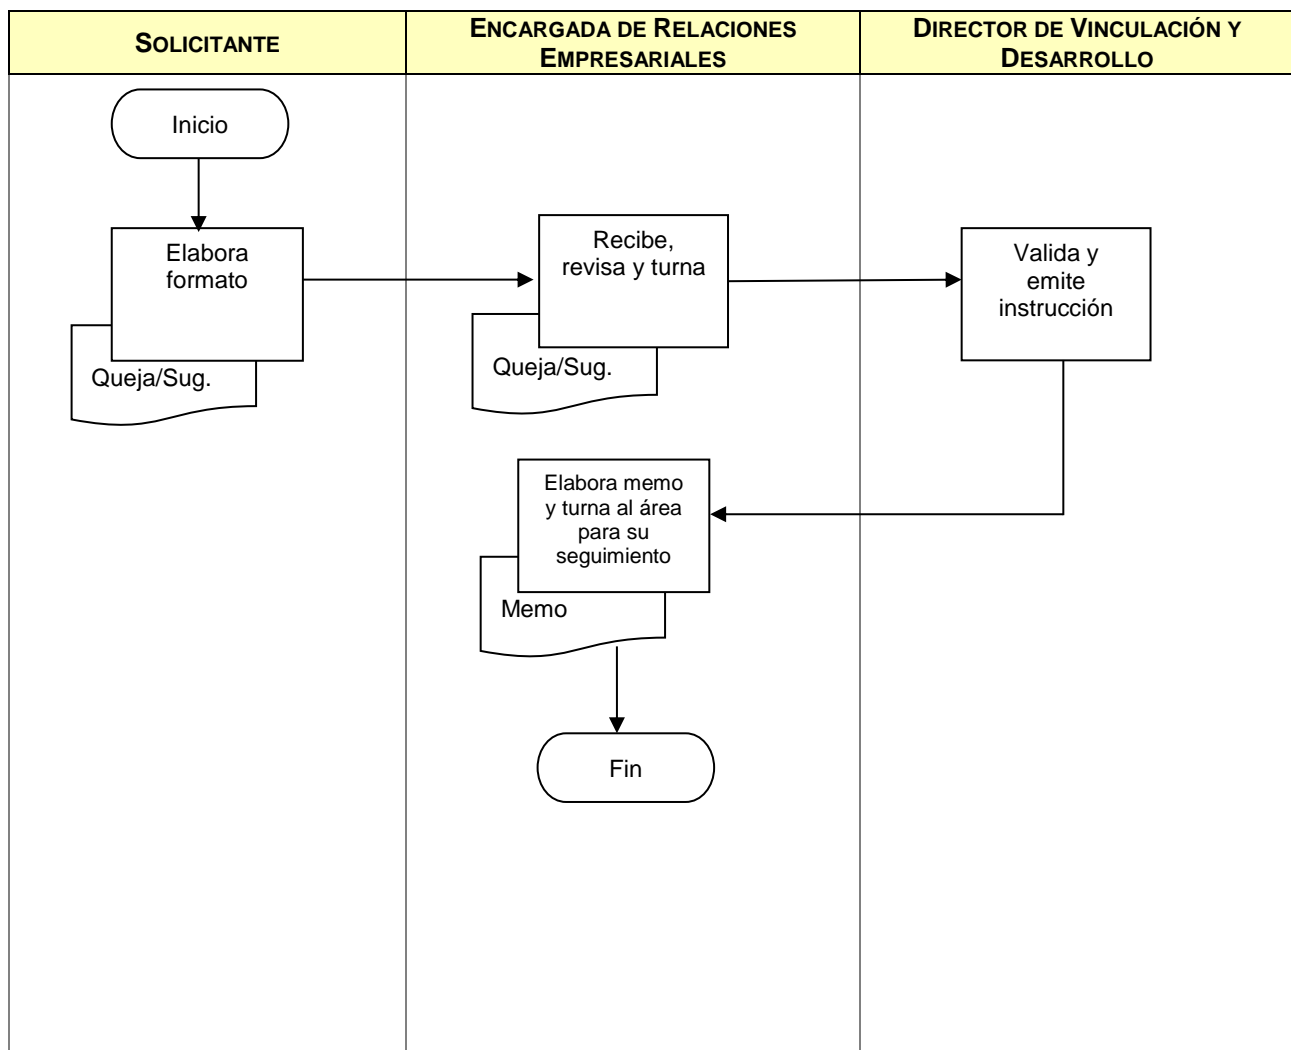 SOLICITANTE
ENCARGADA DE RELACIONES
EMPRESARIALES
DIRECTOR DE VINCULACIÓN Y
DESARROLLO
Inicio
Elabora
formato
Queja/Sug.
Recibe,
revisa y turna
Queja/Sug.
Valida y
emite
instrucción
Elabora memo
y turna al área
para su
seguimiento
Memo
Fin